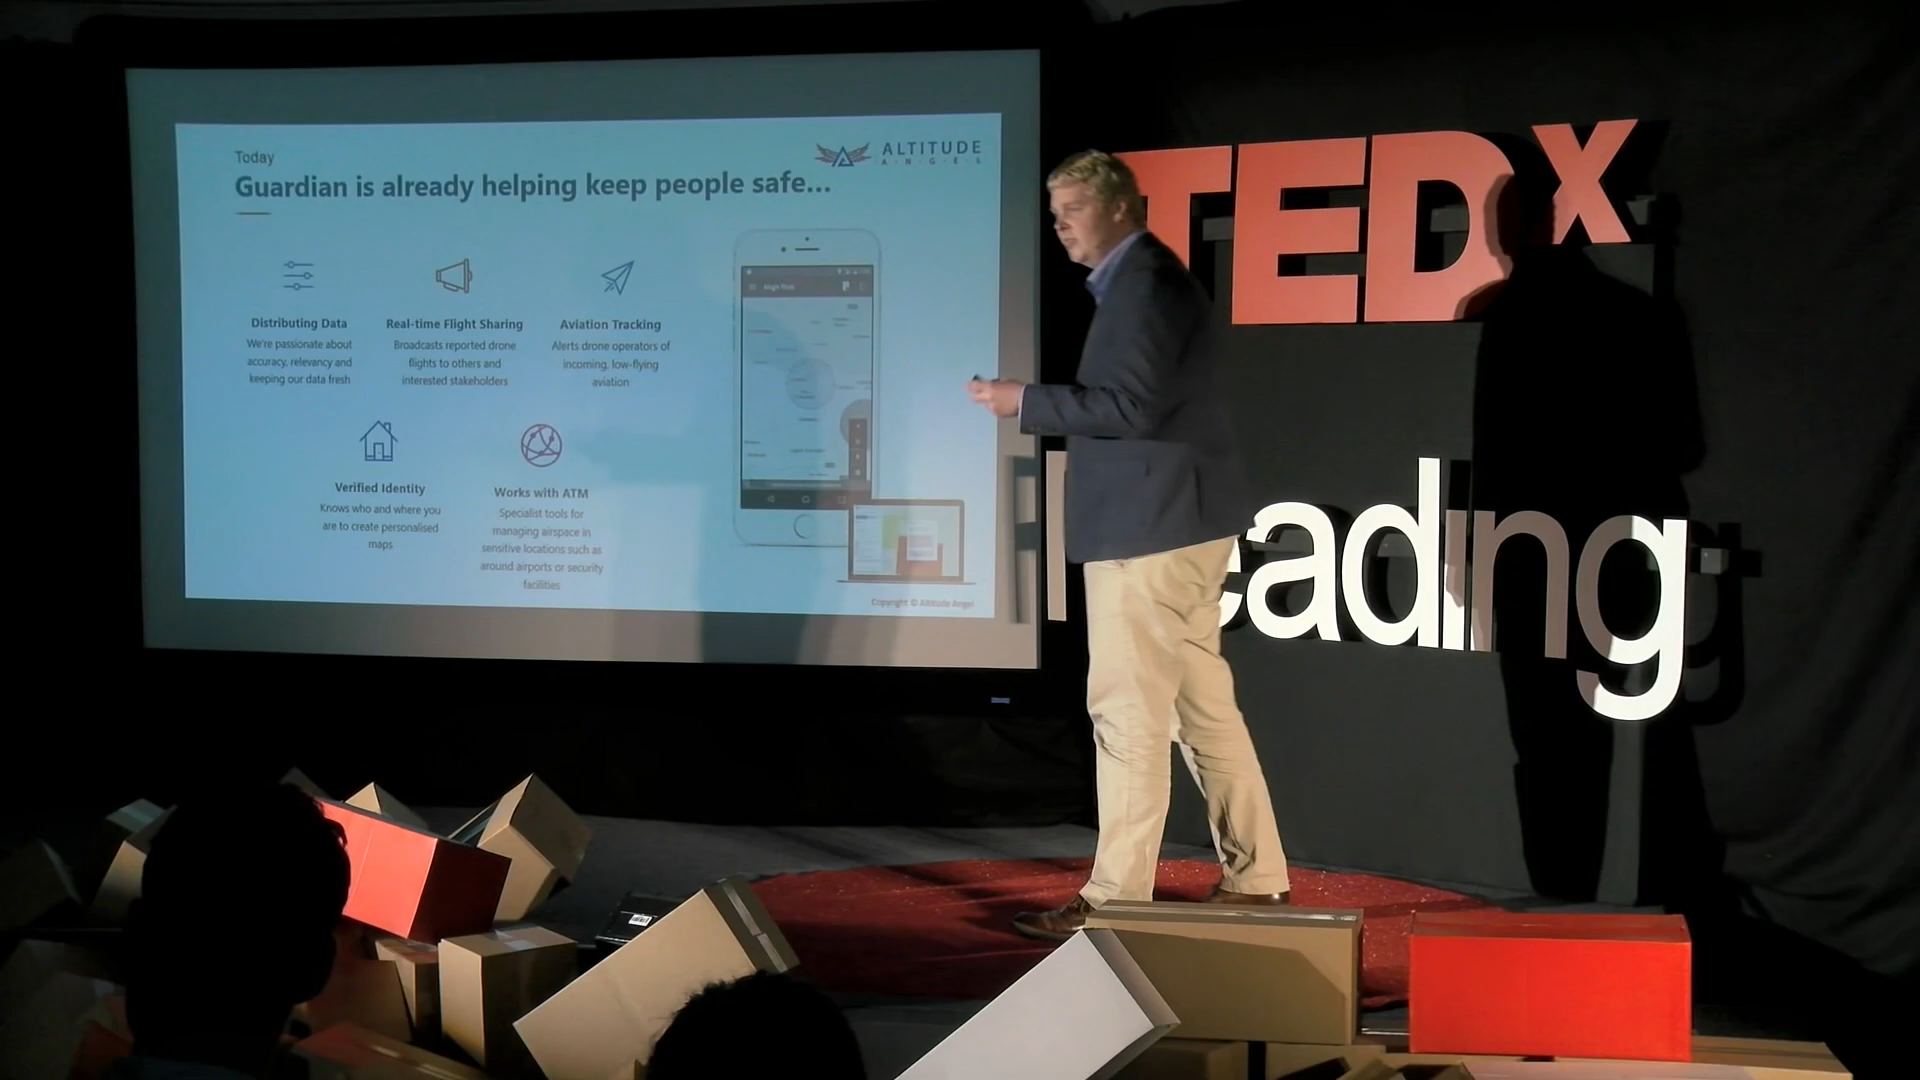 Today
Guardian is already helping keep people safe...
ALTITUDE
A·N·G·E·L
Distributing Data
We're passionate about
accuracy, relevancy and
keeping our data fresh
Real-time Flight Sharing
Broadcasts reported drone
flights to others and
interested stakeholders
Aviation Tracking
Alerts drone operators of
incoming, low-flying
aviation
Verified Identity
Knows who and where you
are to create personalised
maps
Works with ATM
Specialist tools for
managing airspace in
sensitive locations such as
around airports or security
facilities
Copyright © Altitude Angel
TEDx
Reading